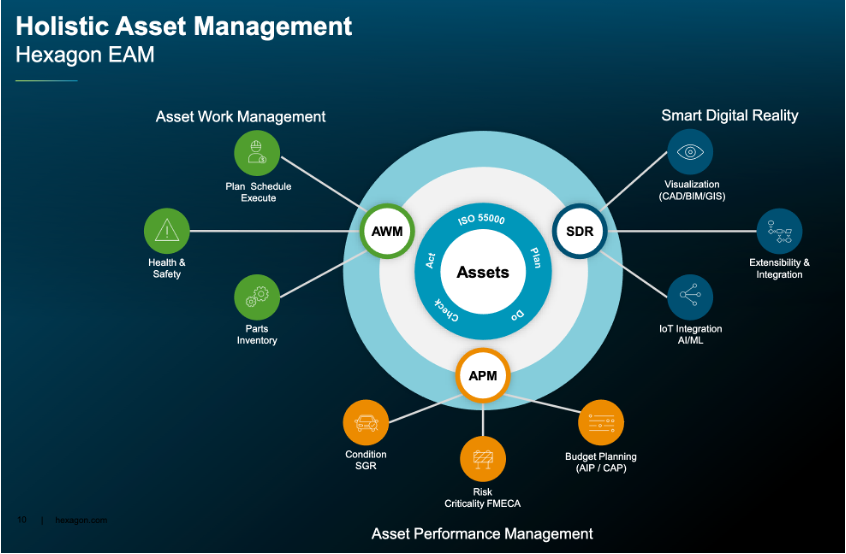 Holistic Asset Management
Hexagon EAM
Asset Work Management
Smart Digital Reality
Plan Schedule
Execute
Visualization
(CAD/BIM/GIS)
AWM
ISO 55000
SDR
Plan
Do
Check
Act
Assets
Health &
Safety
Extensibility &
Integration
Parts
Inventory
IoT Integration
AI/ML
APM
Condition
SGR
Budget Planning
(AIP / CAP)
Risk
Criticality FMECA
10 | hexagon.com
Asset Performance Management